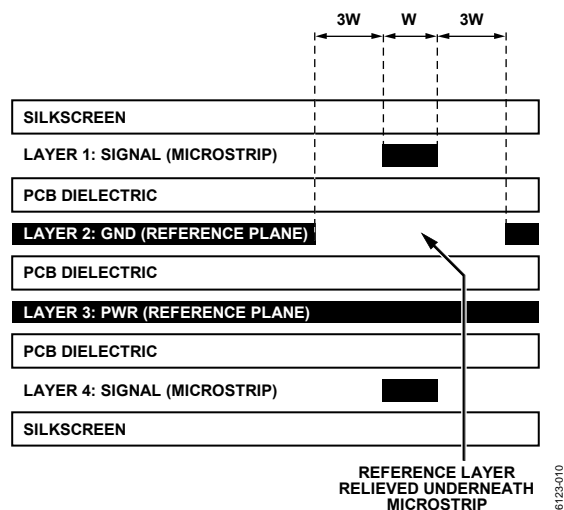 3W W 3W
SILKSCREEN
LAYER 1: SIGNAL (MICROSTRIP)
PCB DIELECTRIC
LAYER 2: GND (REFERENCE PLANE)
PCB DIELECTRIC
LAYER 3: PWR (REFERENCE PLANE)
PCB DIELECTRIC
LAYER 4: SIGNAL (MICROSTRIP)
SILKSCREEN
REFERENCE LAYER
RELIEVED UNDERNEATH
MICROSTRIP
6123-010